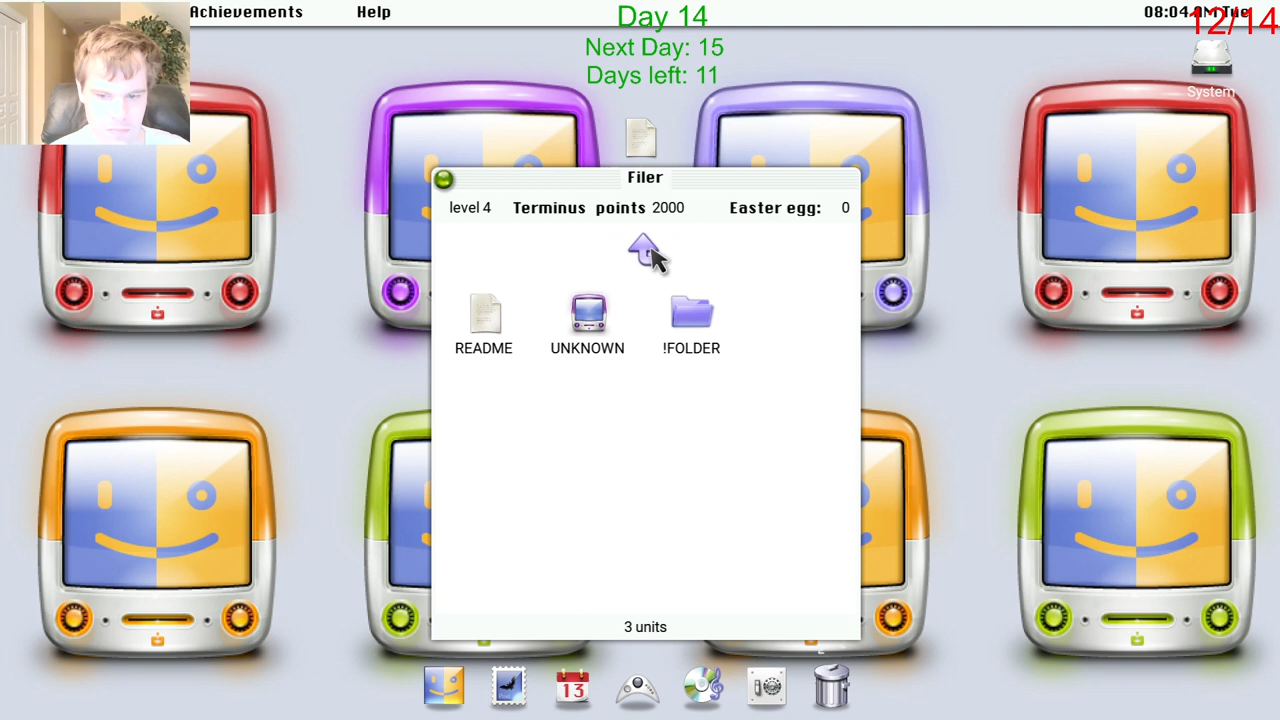 Achievements Help
08:04 AM Tue
12/14
Day 14
Next Day: 15
Days left: 11
System
Filer
level 4 Terminus points 2000 Easter egg: 0
README UNKNOWN !FOLDER
3 units
13